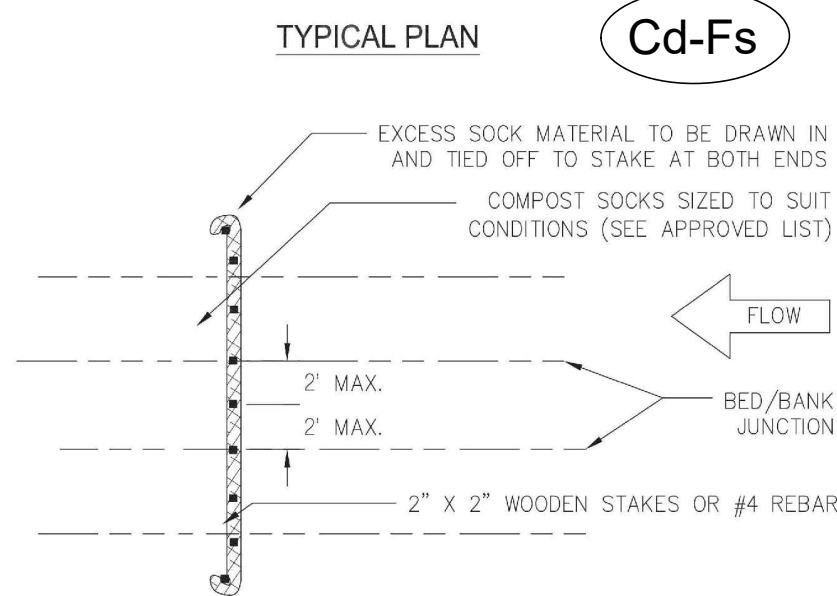 TYPICAL PLAN
Cd-Fs
EXCESS SOCK MATERIAL TO BE DRAWN IN
AND TIED OFF TO STAKE AT BOTH ENDS
COMPOST SOCKS SIZED TO SUIT
CONDITIONS (SEE APPROVED LIST)
FLOW
2' MAX.
2' MAX.
BED/BANK
JUNCTION
2" X 2" WOODEN STAKES OR #4 REBAR